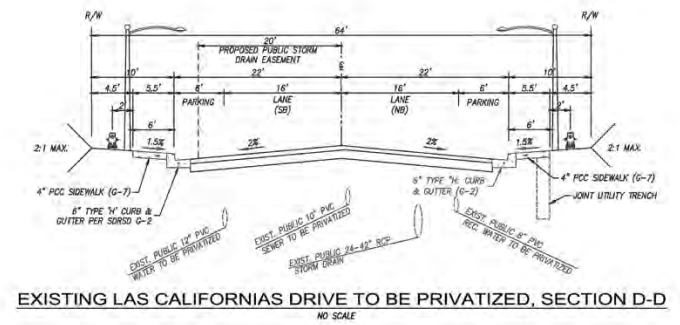 R/W
R/W
64'
20'
PROPOSED PUBLIC STORM
DRAIN EASEMENT
10'
22'
22'
10'
4.5'
5.5'
6'
16'
16'
6'
5.5'
4.5'
PARKING
LANE
(SB)
LANE
(NB)
PARKING
2'
2'
6'
6'
1.5%
2%
2%
1.5%
2:1 MAX.
2:1 MAX.
4" PCC SIDEWALK (G-7)
6" TYPE "H" CURB &
GUTTER PER SDRSD G-2
6" TYPE "H" CURB
& GUTTER (G-2)
4" PCC SIDEWALK (G-7)
JOINT UTILITY TRENCH
EXIST. PUBLIC 12" PVC
WATER TO BE PRIVATIZED
EXIST. PUBLIC 10" PVC
SEWER TO BE PRIVATIZED
EXIST. PUBLIC 24-42" RCP
STORM DRAIN
EXIST. PUBLIC 8" PVC
REC. WATER TO BE PRIVATIZED
EXISTING LAS CALIFORNIAS DRIVE TO BE PRIVATIZED, SECTION D-D
NO SCALE